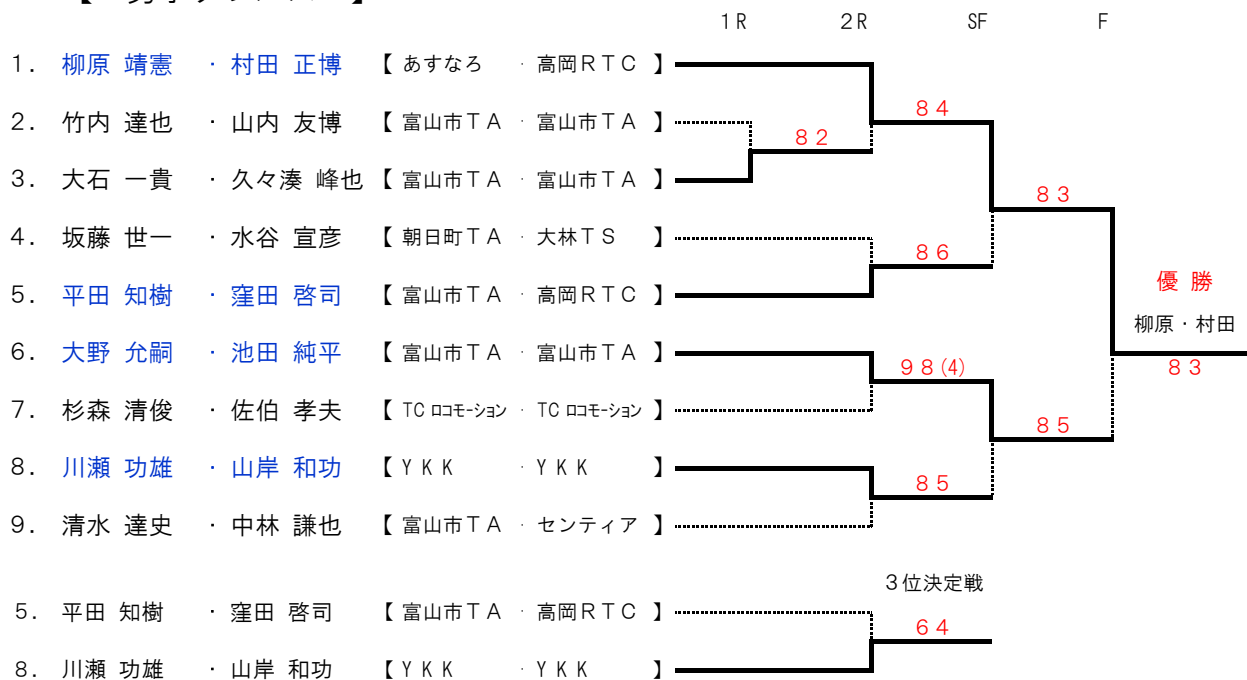 1R 2R SF F
1. 柳原 靖憲 ・村田 正博 【 あすなろ ・ 高岡RTC 】
84
2. 竹内 達也 ・山内 友博 【 富山市TA ・ 富山市TA 】
82
3. 大石 一貴 ・久々湊 峰也 【 富山市TA ・ 富山市TA 】
83
4. 坂藤 世一 ・水谷 宣彦 【 朝日町TA ・ 大林TS 】
86
5. 平田 知樹 ・窪田 啓司 【 富山市TA ・ 高岡RTC 】
優 勝
柳原・村田
6. 大野 允嗣 ・池田 純平 【 富山市TA ・ 富山市TA 】
98(4) 83
7. 杉森 清俊 ・佐伯 孝夫 【 TC ロコモーション ・ TC ロコモーション 】
85
8. 川瀬 功雄 ・山岸 和功 【 YKK ・ YKK 】
85
9. 清水 達史 ・中林 謙也 【 富山市TA ・ センティア 】
3位決定戦
5. 平田 知樹 ・窪田 啓司 【 富山市TA ・ 高岡RTC 】
64
8. 川瀬 功雄 ・山岸 和功 【 YKK ・ YKK 】